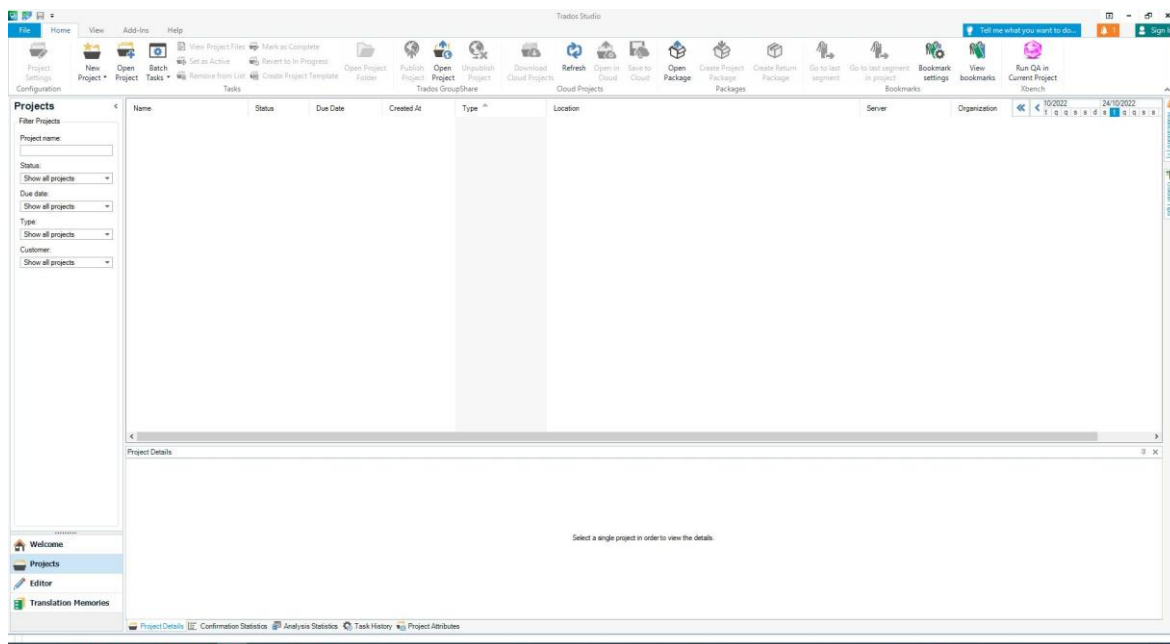 Trados Studio
File Home View Add-Ins Help
Tell me what you want to do...
1
Project Settings
Configuration
New Project
Open Project
Batch Tasks
View Project Files
Mark as Complete
Set as Active
Revert to In Progress
Remove from List
Create Project Template
Open Project Folder
Tasks
Publish Project
Open Project
Unpublish Project
Trados GroupShare
Download Cloud Projects
Refresh
Open in Cloud
Save to Cloud
Cloud Projects
Open Package
Create Project Package
Create Return Package
Packages
Go to last segment
Go to last segment in project
Bookmark settings
View bookmarks
Bookmarks
Run QA in Current Project
Xbench
Projects
Filter Projects
Project name:
Status:
Show all projects
Due date:
Show all projects
Type:
Show all projects
Customer:
Show all projects
Name Status Due Date Created At Type Location Server Organization
10/2022 24/10/2022
t q q s s d s t q q s s
Project Details
Select a single project in order to view the details.
Welcome
Projects
Editor
Translation Memories
Project Details Confirmation Statistics Analysis Statistics Task History Project Attributes